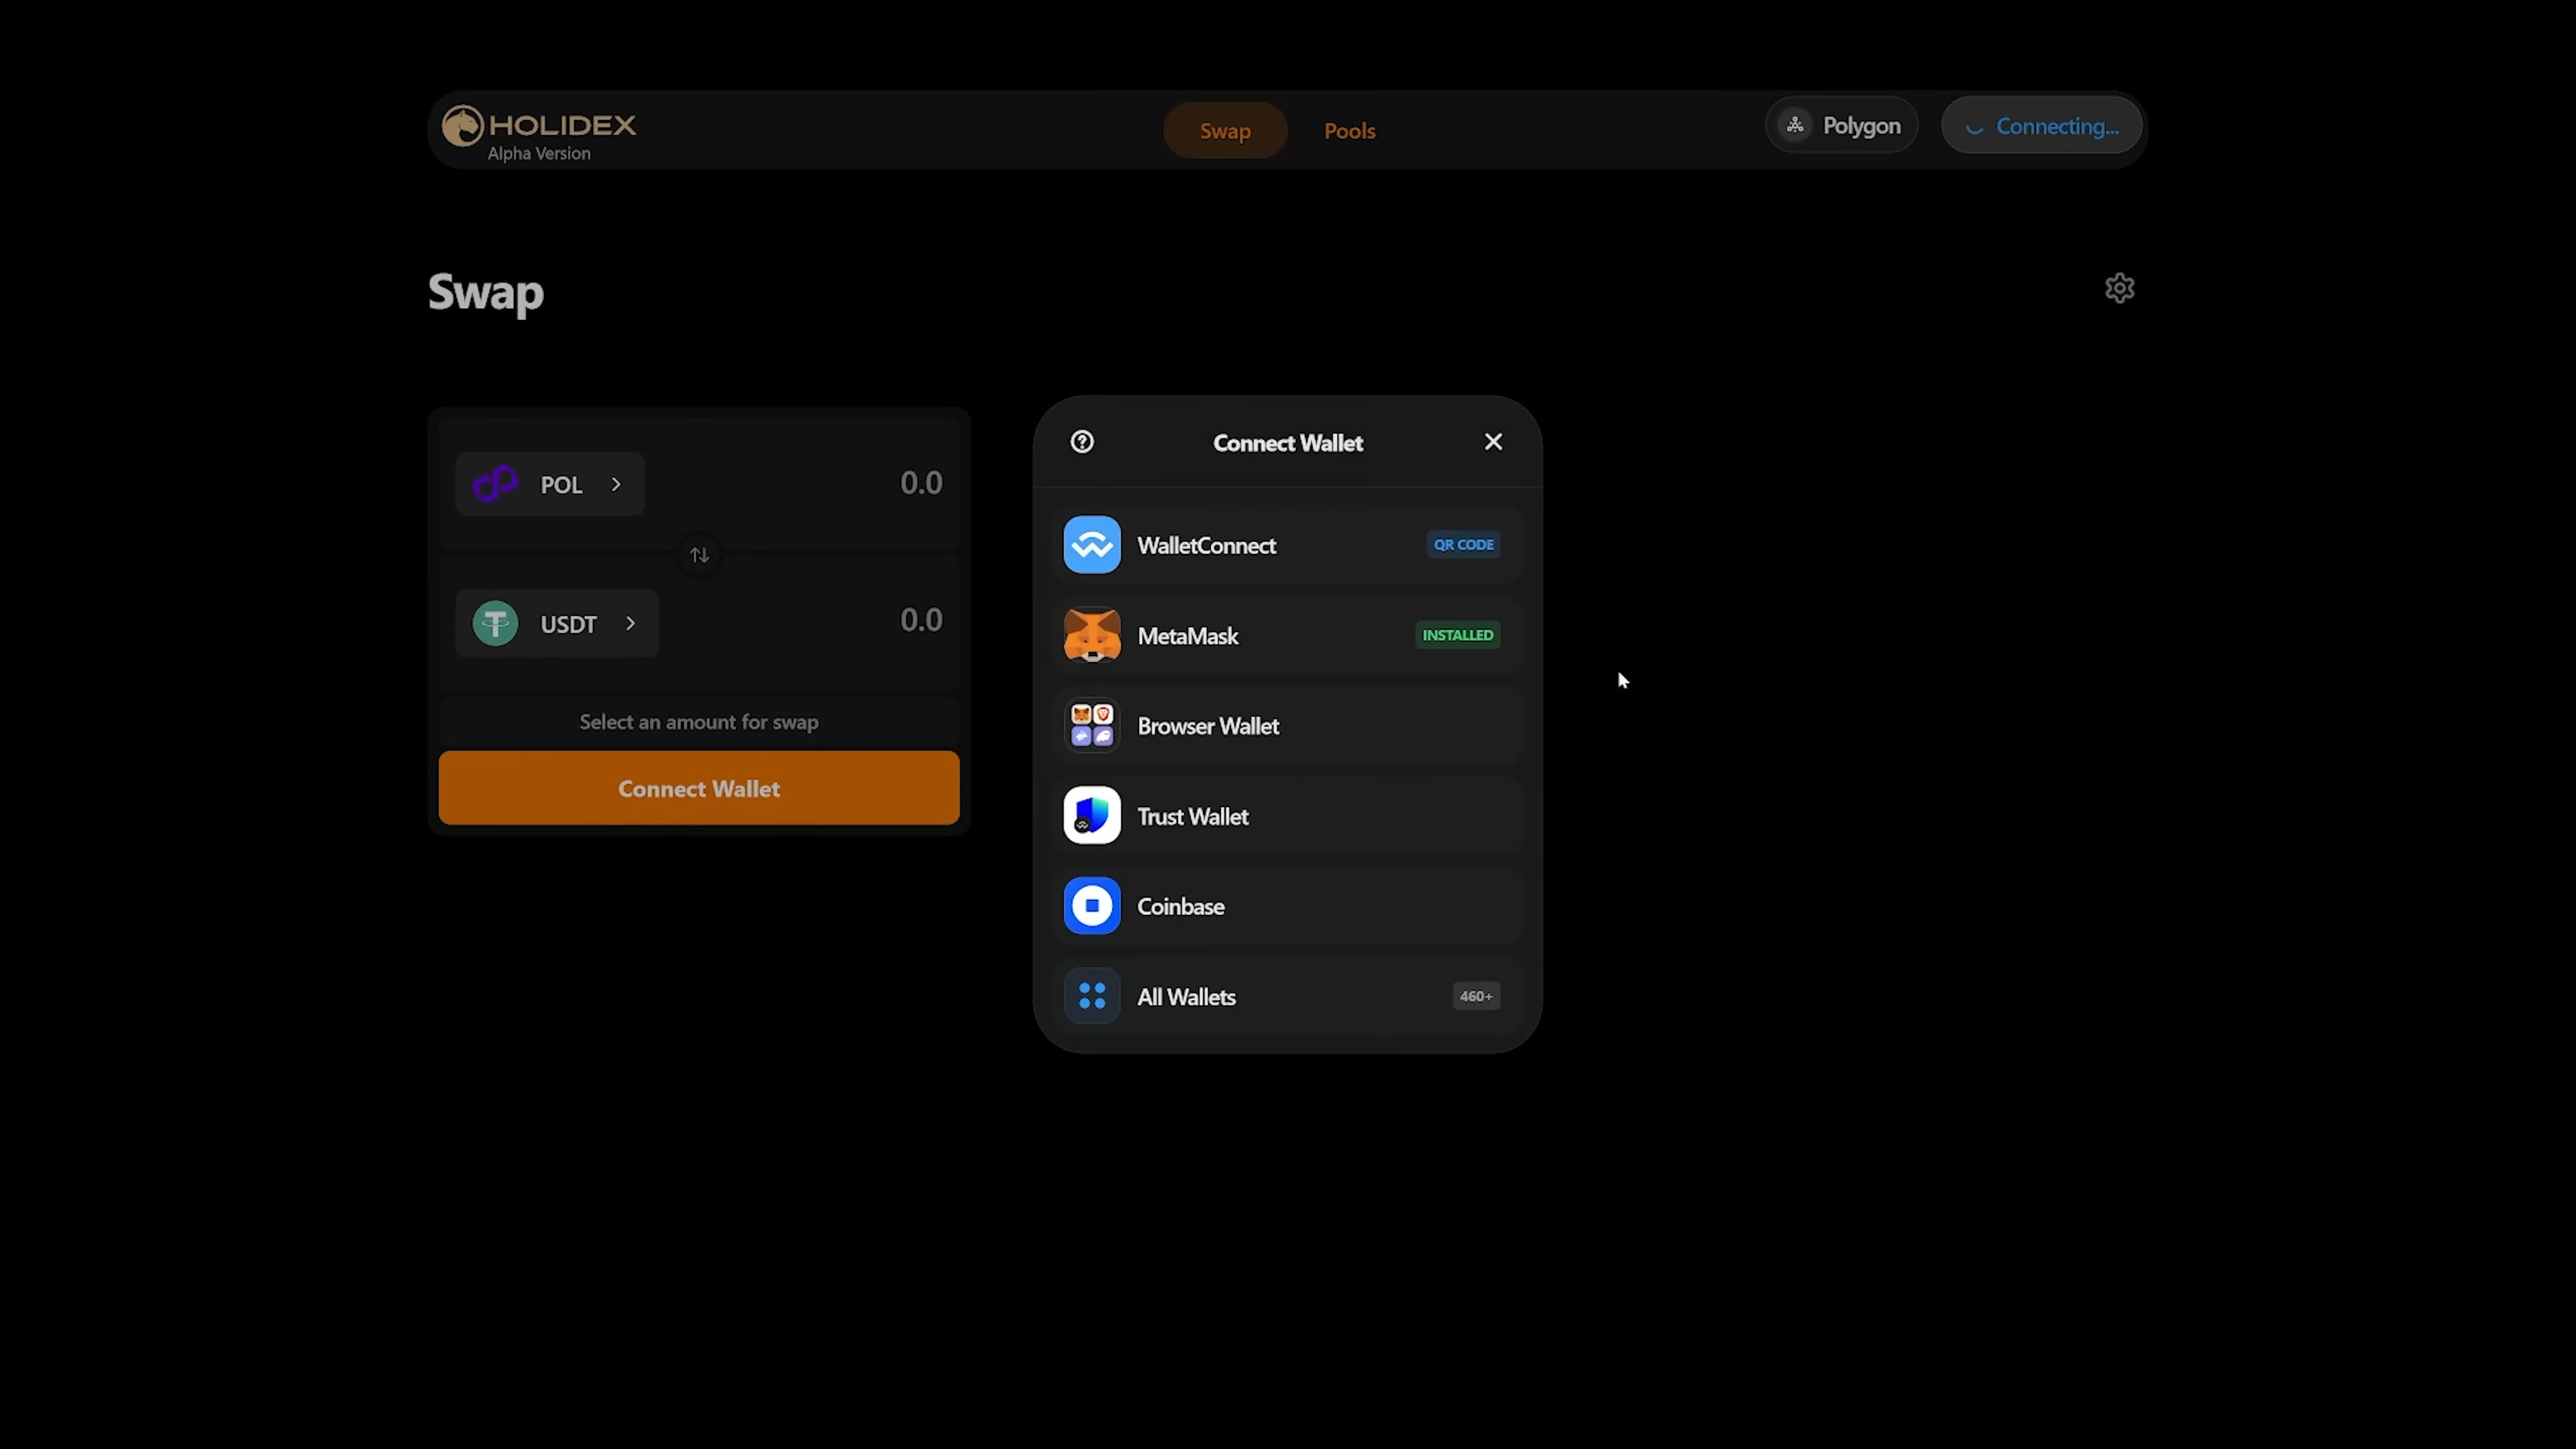 HOLIDEX
Alpha Version
Swap
Pools
Polygon
Connecting...
Swap
POL
0.0
USDT
0.0
Select an amount for swap
Connect Wallet
Connect Wallet
WalletConnect
QR CODE
MetaMask
INSTALLED
Browser Wallet
Trust Wallet
Coinbase
All Wallets
460+